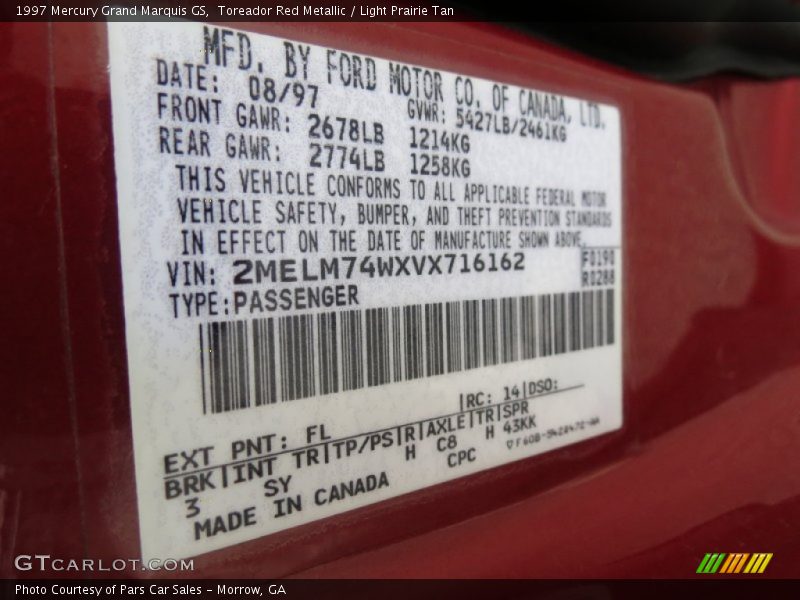 1997 Mercury Grand Marquis GS,  Toreador Red Metallic / Light Prairie Tan
MFD. BY FORD MOTOR CO. OF CANADA, LTD.
DATE: 08/97 GVWR: 5427LB/2461KG
FRONT GAWR: 2678LB 1214KG
REAR GAWR: 2774LB 1258KG
THIS VEHICLE CONFORMS TO ALL APPLICABLE FEDERAL MOTOR
VEHICLE SAFETY, BUMPER, AND THEFT PREVENTION STANDARDS
IN EFFECT ON THE DATE OF MANUFACTURE SHOWN ABOVE.
VIN: 2MELM74WXVX716162 F0190
TYPE: PASSENGER R0288
EXT PNT: FL |RC: 14|DSO:
BRK|INT TR|TP/PS|R|AXLE|TR|SPR
3 SY H C8 H 43KK
CPC
MADE IN CANADA
GTCARLOT.COM
Photo Courtesy of Pars Car Sales - Morrow, GA